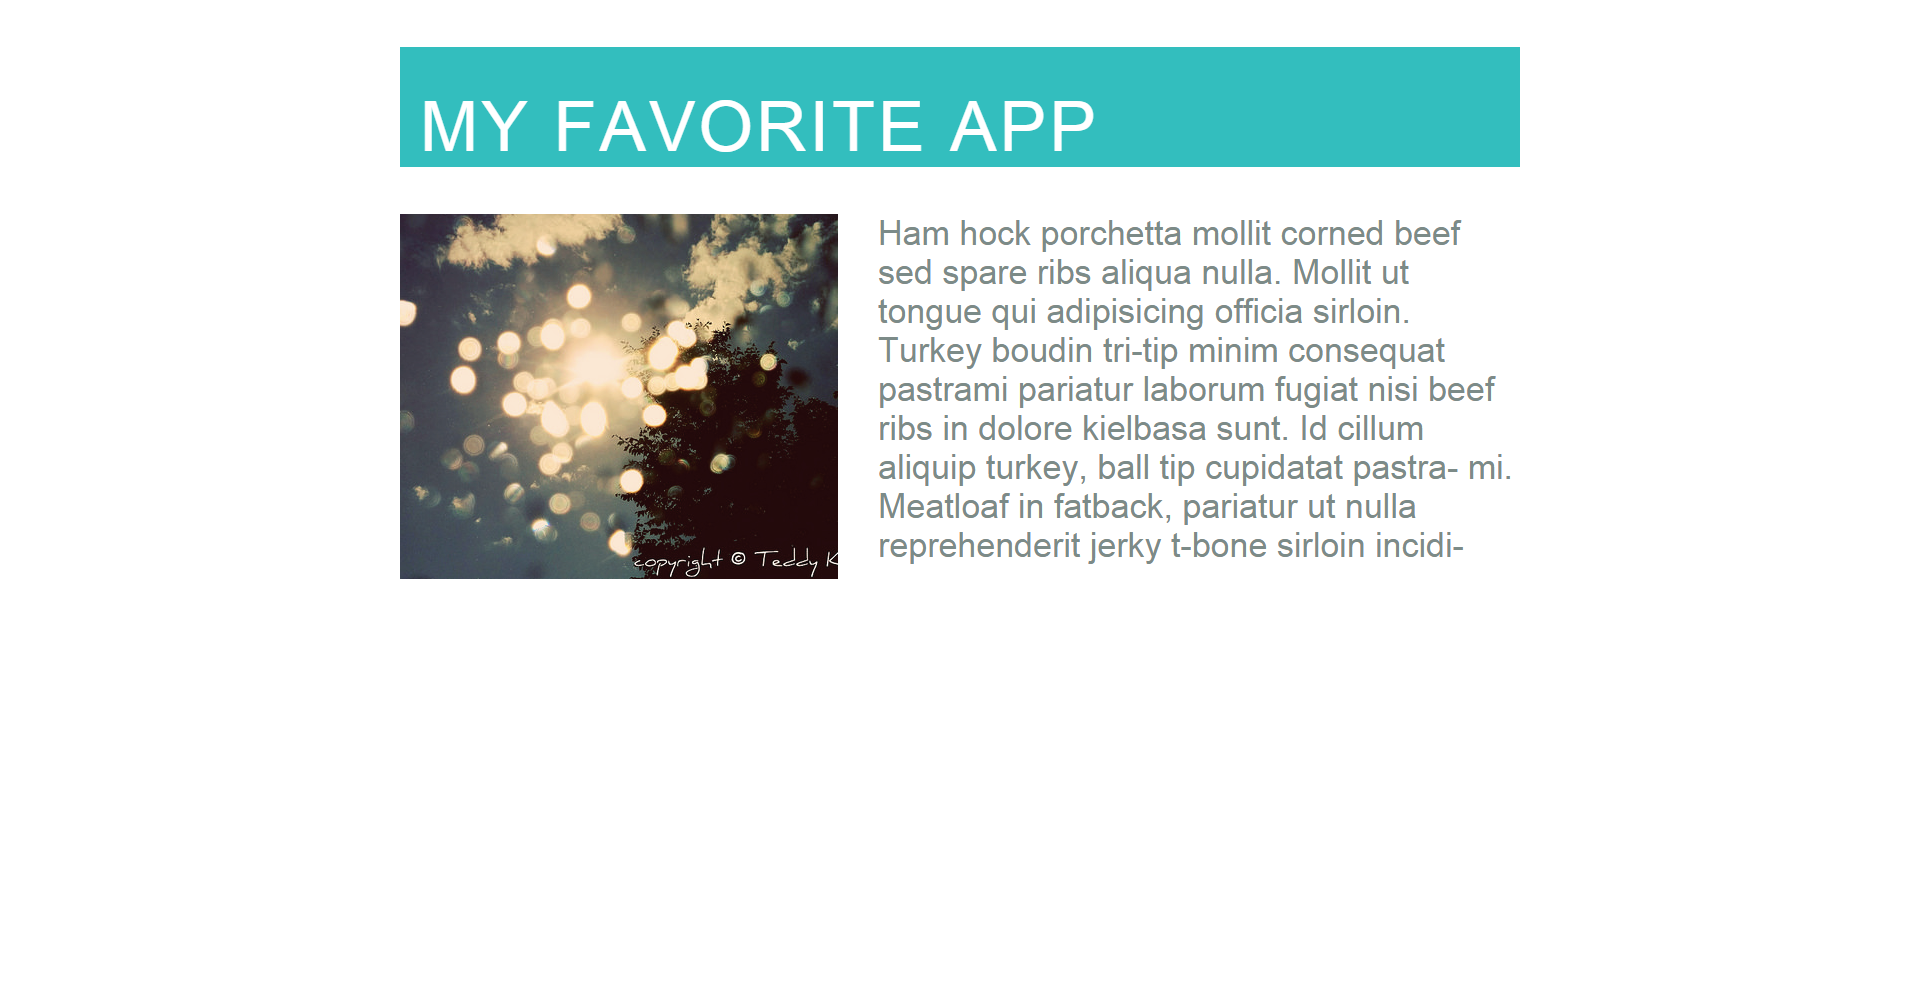 MY FAVORITE APP
Ham hock porchetta mollit corned beef
sed spare ribs aliqua nulla. Mollit ut
tongue qui adipisicing officia sirloin.
Turkey boudin tri-tip minim consequat
pastrami pariatur laborum fugiat nisi beef
ribs in dolore kielbasa sunt. Id cillum
aliquip turkey, ball tip cupidatat pastra- mi.
Meatloaf in fatback, pariatur ut nulla
reprehenderit jerky t-bone sirloin incidi-
copyright © Teddy K